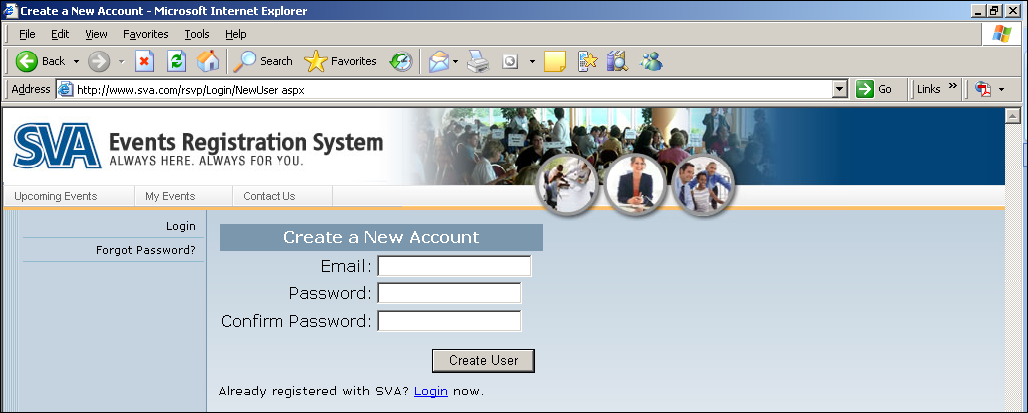 Create a New Account - Microsoft Internet Explorer
File Edit View Favorites Tools Help
Back Search Favorites
Address http://www.sva.com/rsvp/Login/NewUser aspx Go Links »
SVA Events Registration System
ALWAYS HERE. ALWAYS FOR YOU.
Upcoming Events My Events Contact Us
Login
Forgot Password?
Create a New Account
Email:
Password:
Confirm Password:
Create User
Already registered with SVA? Login now.